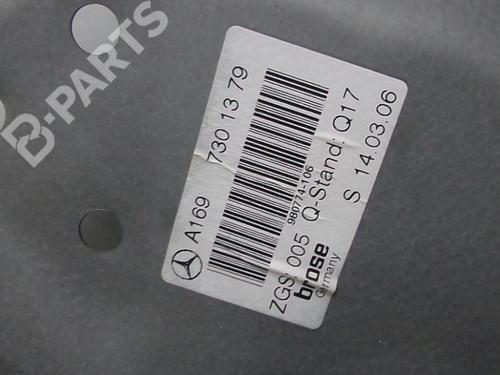 A169 730 13 79
980774-106
ZGS: 005 Q-Stand: Q17
brose S 14.03.06
Germany
B-PARTS